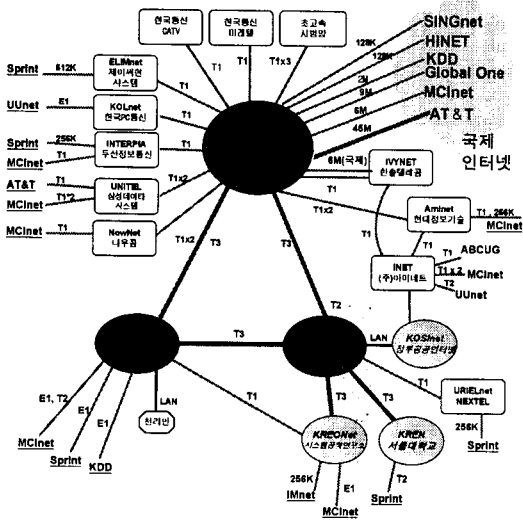 한국통신
CATV
한국통신
미래텔
초고속
시범망
SINGnet
HINET
KDD
Global One
MCInet
AT&T
국제
인터넷
128K
128K
2M
9M
6M
45M
T1
T1
T1x3
Sprint
512K
ELIMnet
제이씨현
시스템
T1
UUnet
E1
KOLnet
한국PC통신
T1
Sprint
256K
MCInet
T1
INTERPIA
두산정보통신
T1
AT&T
T1
MCInet
T1*2
UNITEL
삼성데이타
시스템
T1x2
MCInet
T1
NowNet
나우콤
T1x2
6M(국제)
IVYNET
한솔텔레콤
T1
T1x2
Aminet
현대정보기술
T1, 256K
MCInet
T1
T1
INET
(주)아이네트
T1
ABCUG
T1x2
MCInet
T2
UUnet
T3
T3
T2
T3
LAN
KOSInet
정부공공인터넷
E1, T2
MCInet
E1
Sprint
E1
KDD
LAN
천리안
T1
T3
T3
T1
KREONet
시스템공학연구소
KREN
서울대학교
URIELnet
NEXTEL
256K
Sprint
256K
IMnet
E1
MCInet
T2
Sprint